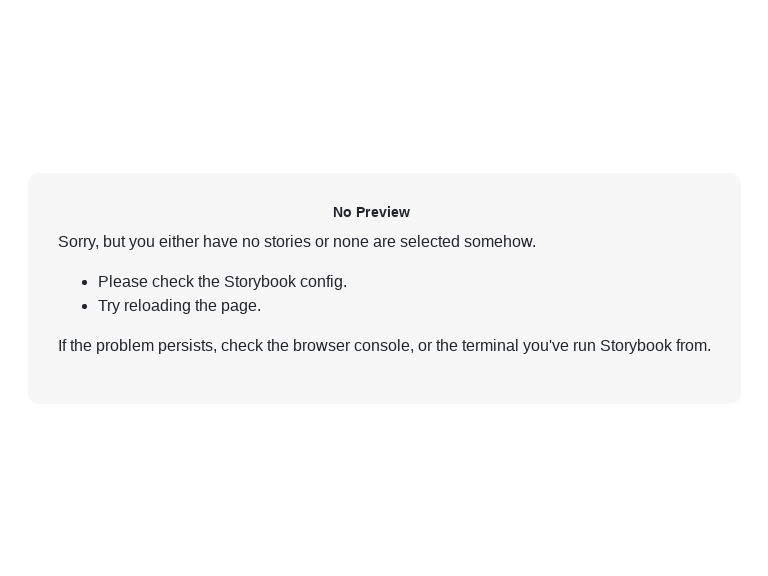 No Preview
Sorry, but you either have no stories or none are selected somehow.
Please check the Storybook config.
Try reloading the page.
If the problem persists, check the browser console, or the terminal you've run Storybook from.